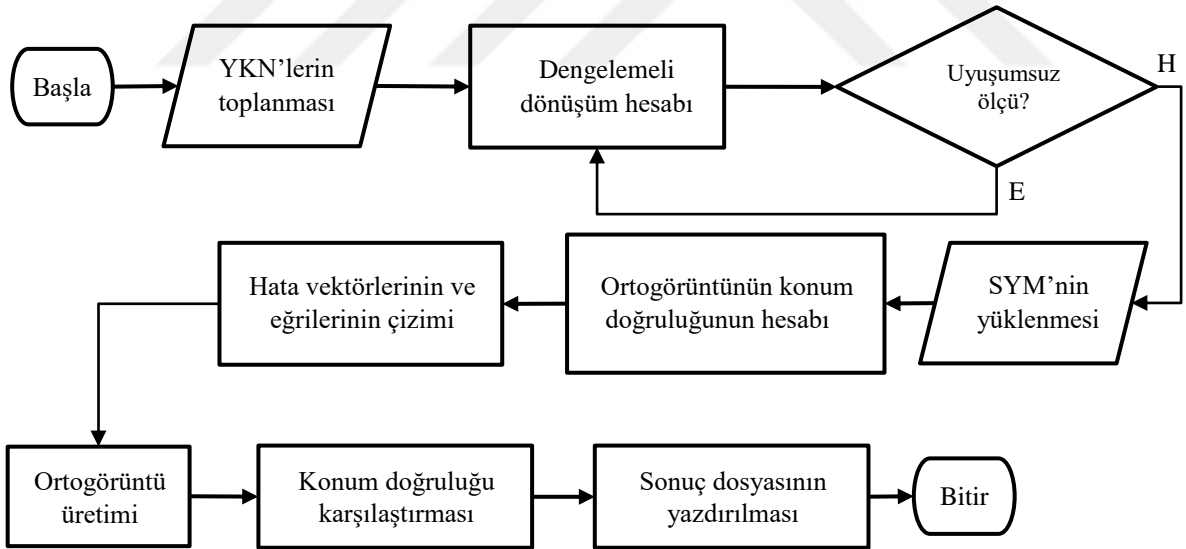 Başla
YKN’lerin
toplanması
Dengelemeli
dönüşüm hesabı
Uyuşumsuz
ölçü?
H
E
SYM’nin
yüklenmesi
Ortogörüntünün konum
doğruluğunun hesabı
Hata vektörlerinin ve
eğrilerinin çizimi
Ortogörüntü
üretimi
Konum doğruluğu
karşılaştırması
Sonuç dosyasının
yazdırılması
Bitir